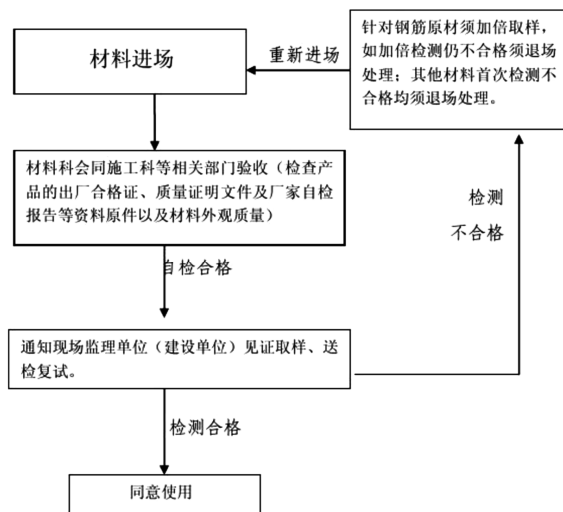 材料进场
重新进场
针对钢筋原材须加倍取样，
如加倍检测仍不合格须退场
处理；其他材料首次检测不
合格均须退场处理。
材料科会同施工科等相关部门验收（检查产
品的出厂合格证、质量证明文件及厂家自检
报告等资料原件以及材料外观质量）
检测
不合格
自检合格
通知现场监理单位（建设单位）见证取样、送
检复试。
检测合格
同意使用